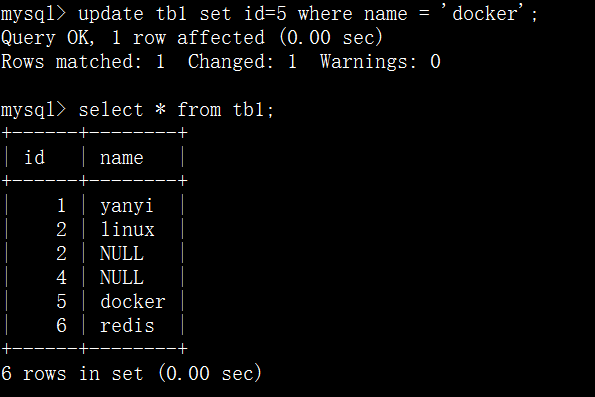 mysql> update tb1 set id=5 where name = 'docker';
Query OK, 1 row affected (0.00 sec)
Rows matched: 1  Changed: 1  Warnings: 0

mysql> select * from tb1;
+------+--------+
| id   | name   |
+------+--------+
|    1 | yanyi  |
|    2 | linux  |
|    2 | NULL   |
|    4 | NULL   |
|    5 | docker |
|    6 | redis  |
+------+--------+
6 rows in set (0.00 sec)